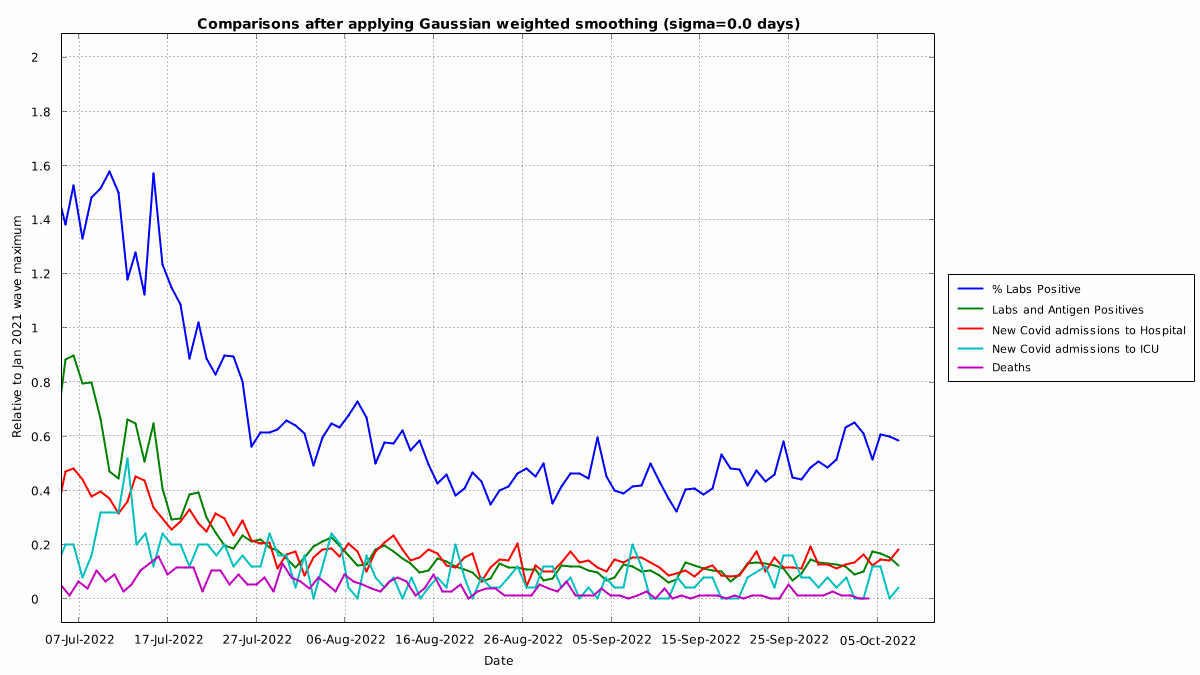 Comparisons after applying Gaussian weighted smoothing (sigma=0.0 days)
Relative to Jan 2021 wave maximum
2
1.8
1.6
1.4
1.2
1
0.8
0.6
0.4
0.2
0
07-Jul-2022 17-Jul-2022 27-Jul-2022 06-Aug-2022 16-Aug-2022 26-Aug-2022 05-Sep-2022 15-Sep-2022 25-Sep-2022 05-Oct-2022
Date
% Labs Positive
Labs and Antigen Positives
New Covid admissions to Hospital
New Covid admissions to ICU
Deaths